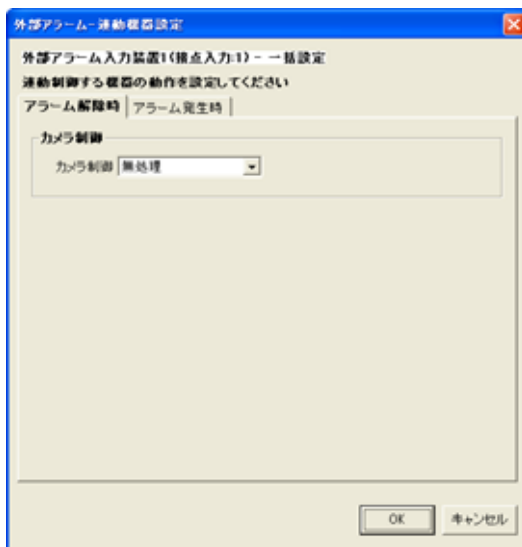 外部アラーム-連動機器設定
外部アラーム入力装置1(接点入力:1) - 一括設定
連動制御する機器の動作を設定してください
アラーム解除時 アラーム発生時
カメラ制御
カメラ制御 無処理
OK キャンセル